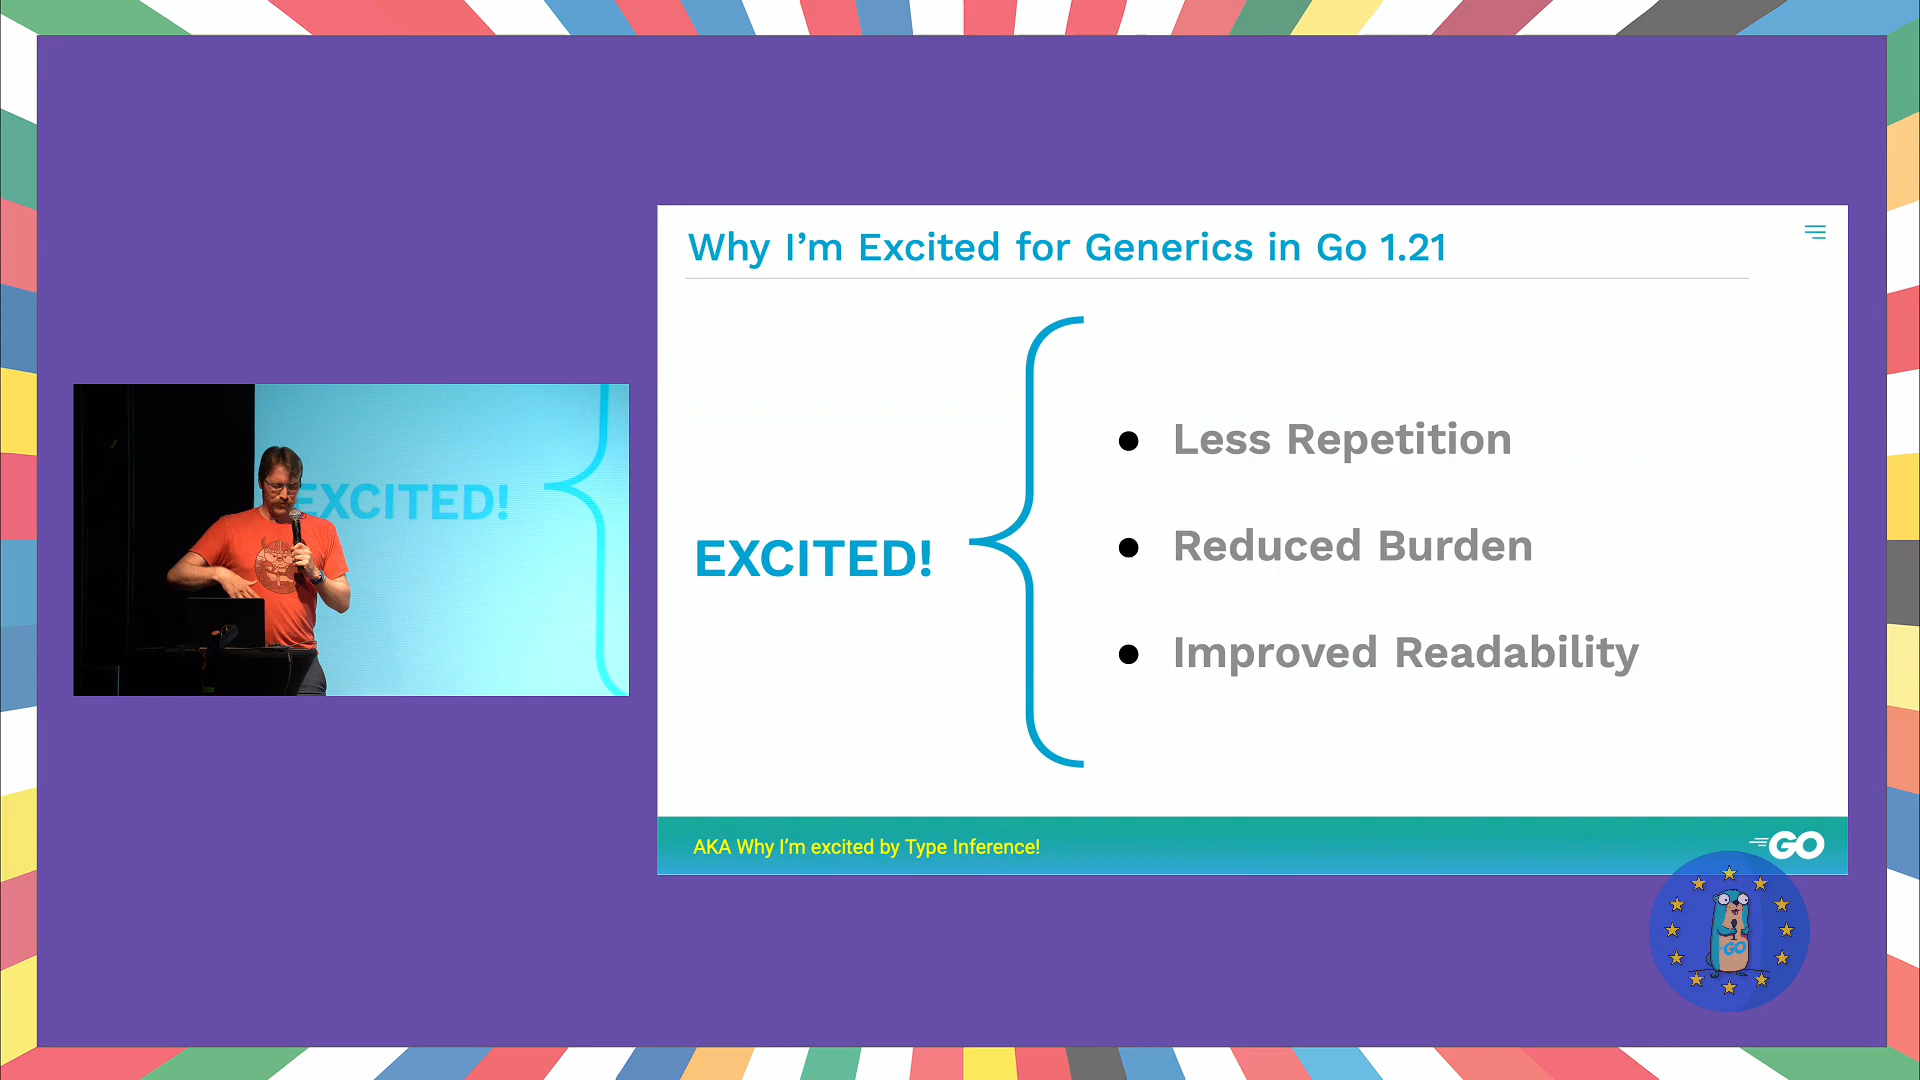 Why I'm Excited for Generics in Go 1.21
EXCITED!
EXCITED!
● Less Repetition
● Reduced Burden
● Improved Readability
AKA Why I'm excited by Type Inference!
GO
GO